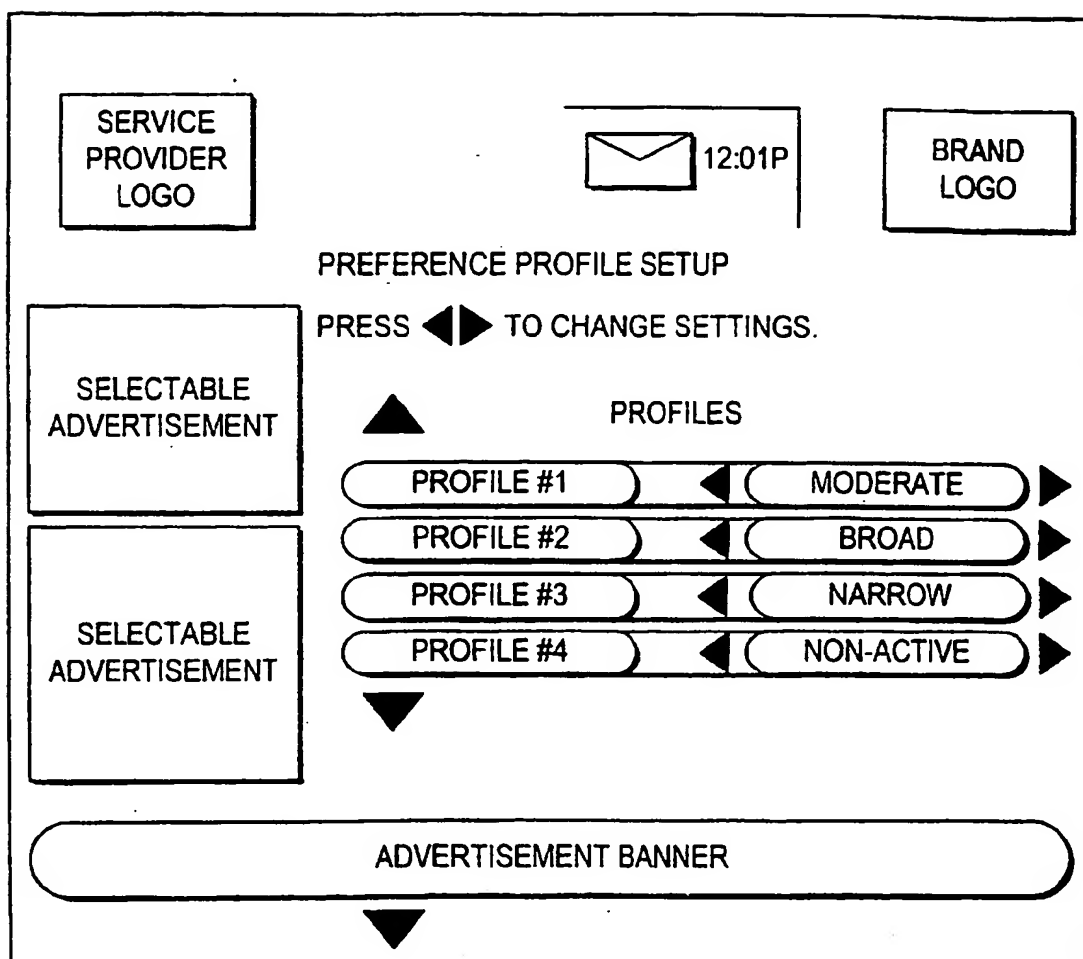 SERVICE
PROVIDER
LOGO
12:01P
BRAND
LOGO
PREFERENCE PROFILE SETUP
PRESS ◀▶ TO CHANGE SETTINGS.
SELECTABLE
ADVERTISEMENT
PROFILES
PROFILE #1 MODERATE
PROFILE #2 BROAD
PROFILE #3 NARROW
PROFILE #4 NON-ACTIVE
SELECTABLE
ADVERTISEMENT
ADVERTISEMENT BANNER